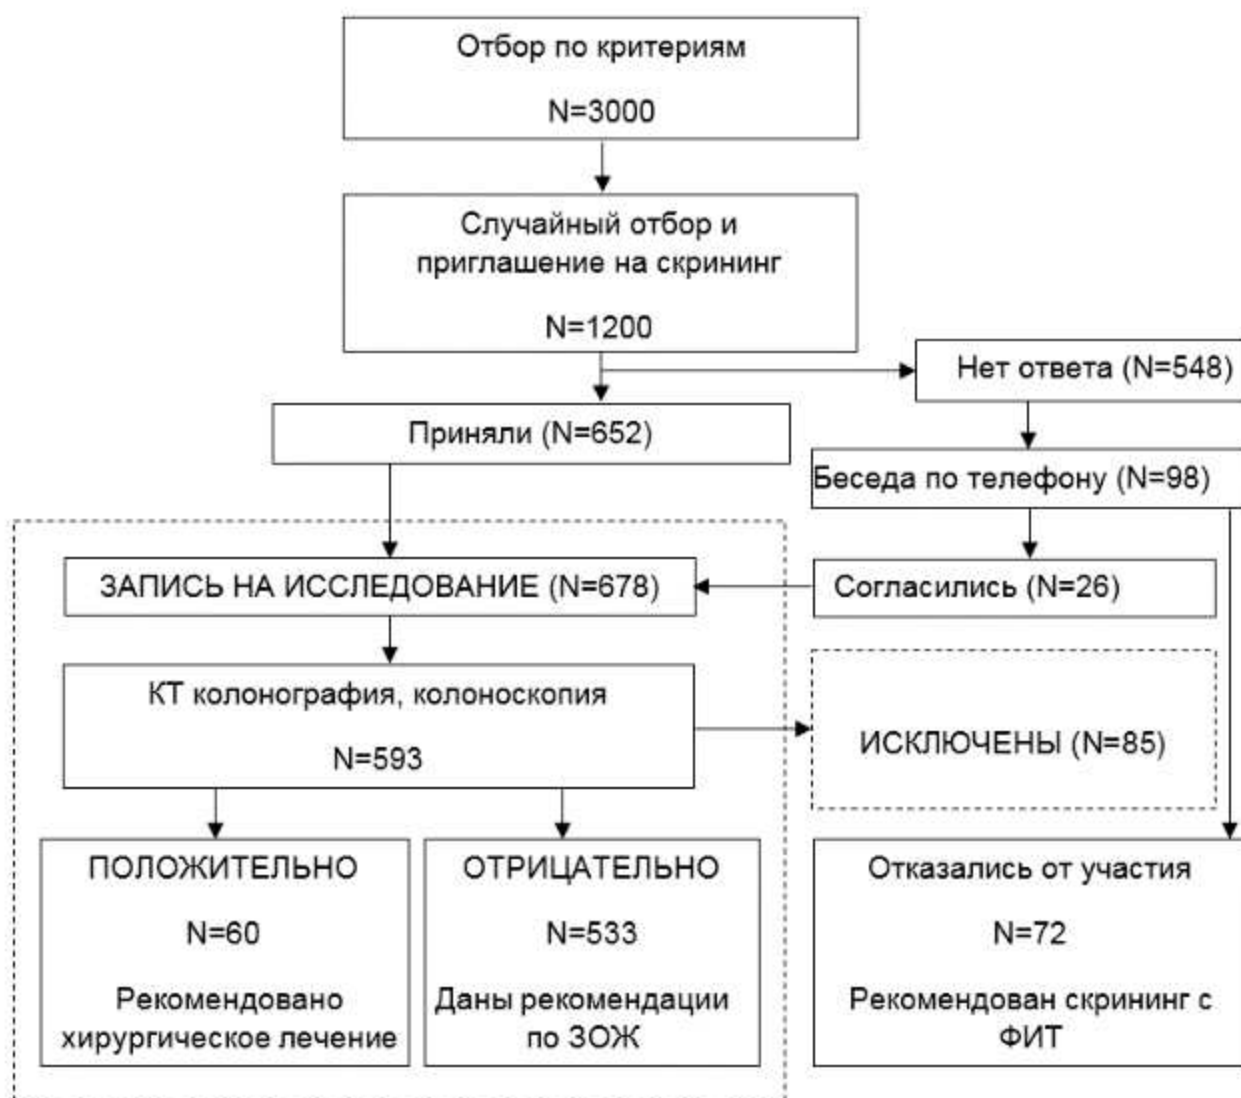 Отбор по критериям
N=3000
Случайный отбор и
приглашение на скрининг
N=1200
Нет ответа (N=548)
Приняли (N=652)
Беседа по телефону (N=98)
ЗАПИСЬ НА ИССЛЕДОВАНИЕ (N=678)
Согласились (N=26)
КТ колонография, колоноскопия
N=593
ИСКЛЮЧЕНЫ (N=85)
ПОЛОЖИТЕЛЬНО
N=60
Рекомендовано
хирургическое лечение
ОТРИЦАТЕЛЬНО
N=533
Даны рекомендации
по ЗОЖ
Отказались от участия
N=72
Рекомендован скрининг с
ФИТ